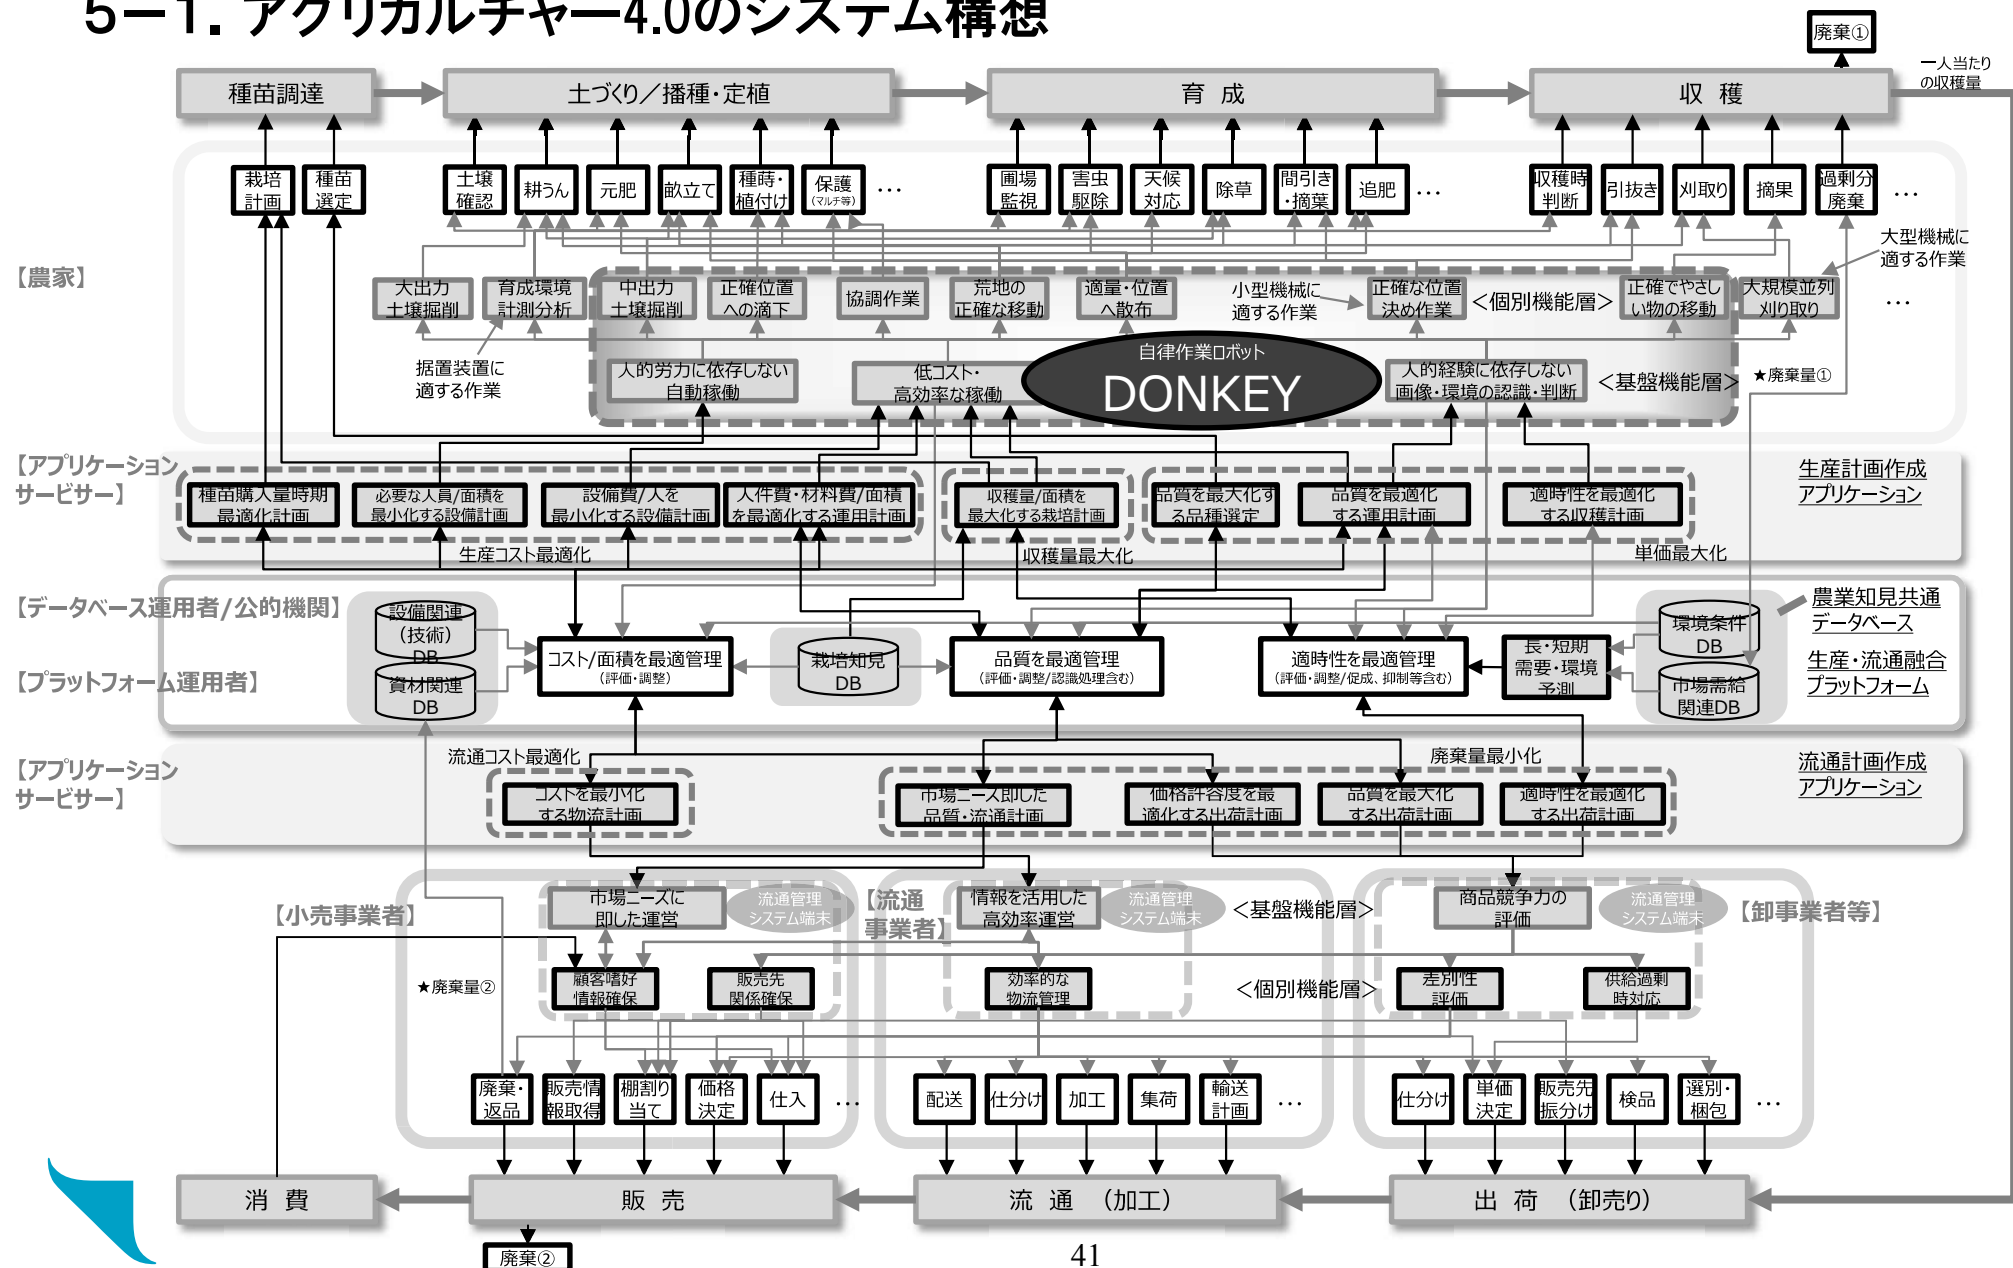 ５－１．アグリカルチャー4.0のシステム構想
廃棄①
一人当たり
の収穫量
種苗調達
土づくり／播種・定植
育　成
収　穫
【農家】
栽培
計画
種苗
選定
土壌
確認
耕うん
元肥
畝立て
種蒔・
植付け
保護
（マルチ等）
…
圃場
監視
害虫
駆除
天候
対応
除草
間引き
・摘葉
追肥
…
収穫時
判断
引抜き
刈取り
摘果
過剰分
廃棄
…
大型機械に
適する作業
大出力
土壌掘削
育成環境
計測分析
中出力
土壌掘削
正確位置
への滴下
協調作業
荒地の
正確な移動
適量・位置
へ散布
小型機械に
適する作業
正確な位置
決め作業
＜個別機能層＞
正確でやさし
い物の移動
大規模並列
刈り取り
…
据置装置に
適する作業
人的労力に依存しない
自動稼働
低コスト・
高効率な稼働
自律作業ロボット
DONKEY
人的経験に依存しない
画像・環境の認識・判断
＜基盤機能層＞
★廃棄量①
【アプリケーション
サービサー】
種苗購入量時期
最適化計画
必要な人員/面積を
最小化する設備計画
設備費/人を
最小化する設備計画
人件費・材料費/面積
を最適化する運用計画
収穫量/面積を
最大化する栽培計画
品質を最大化す
る品種選定
品質を最適化
する運用計画
適時性を最適化
する収穫計画
生産計画作成
アプリケーション
生産コスト最適化
収穫量最大化
単価最大化
【データベース運用者/公的機関】
【プラットフォーム運用者】
設備関連
（技術）
DB
資材関連
DB
コスト/面積を最適管理
（評価・調整）
栽培知見
DB
品質を最適管理
（評価・調整/認識処理含む）
適時性を最適管理
（評価・調整/促成、抑制等含む）
長・短期
需要・環境
予測
環境条件
DB
市場需給
関連DB
農業知見共通
データベース
生産・流通融合
プラットフォーム
【アプリケーション
サービサー】
流通コスト最適化
廃棄量最小化
コストを最小化
する物流計画
市場ニーズ即した
品質・流通計画
価格許容度を最
適化する出荷計画
品質を最大化
する出荷計画
適時性を最適化
する出荷計画
流通計画作成
アプリケーション
【小売事業者】
市場ニーズに
即した運営
流通管理
システム端末
【流通
事業者】
情報を活用した
高効率運営
流通管理
システム端末
＜基盤機能層＞
商品競争力の
評価
流通管理
システム端末
【卸事業者等】
★廃棄量②
顧客嗜好
情報確保
販売先
関係確保
効率的な
物流管理
＜個別機能層＞
差別性
評価
供給過剰
時対応
廃棄・
返品
販売情
報取得
棚割り
当て
価格
決定
仕入
…
配送
仕分け
加工
集荷
輸送
計画
…
仕分け
単価
決定
販売先
振分け
検品
選別・
梱包
…
消　費
販　売
流　通　（加工）
出　荷　（卸売り）
廃棄②
41